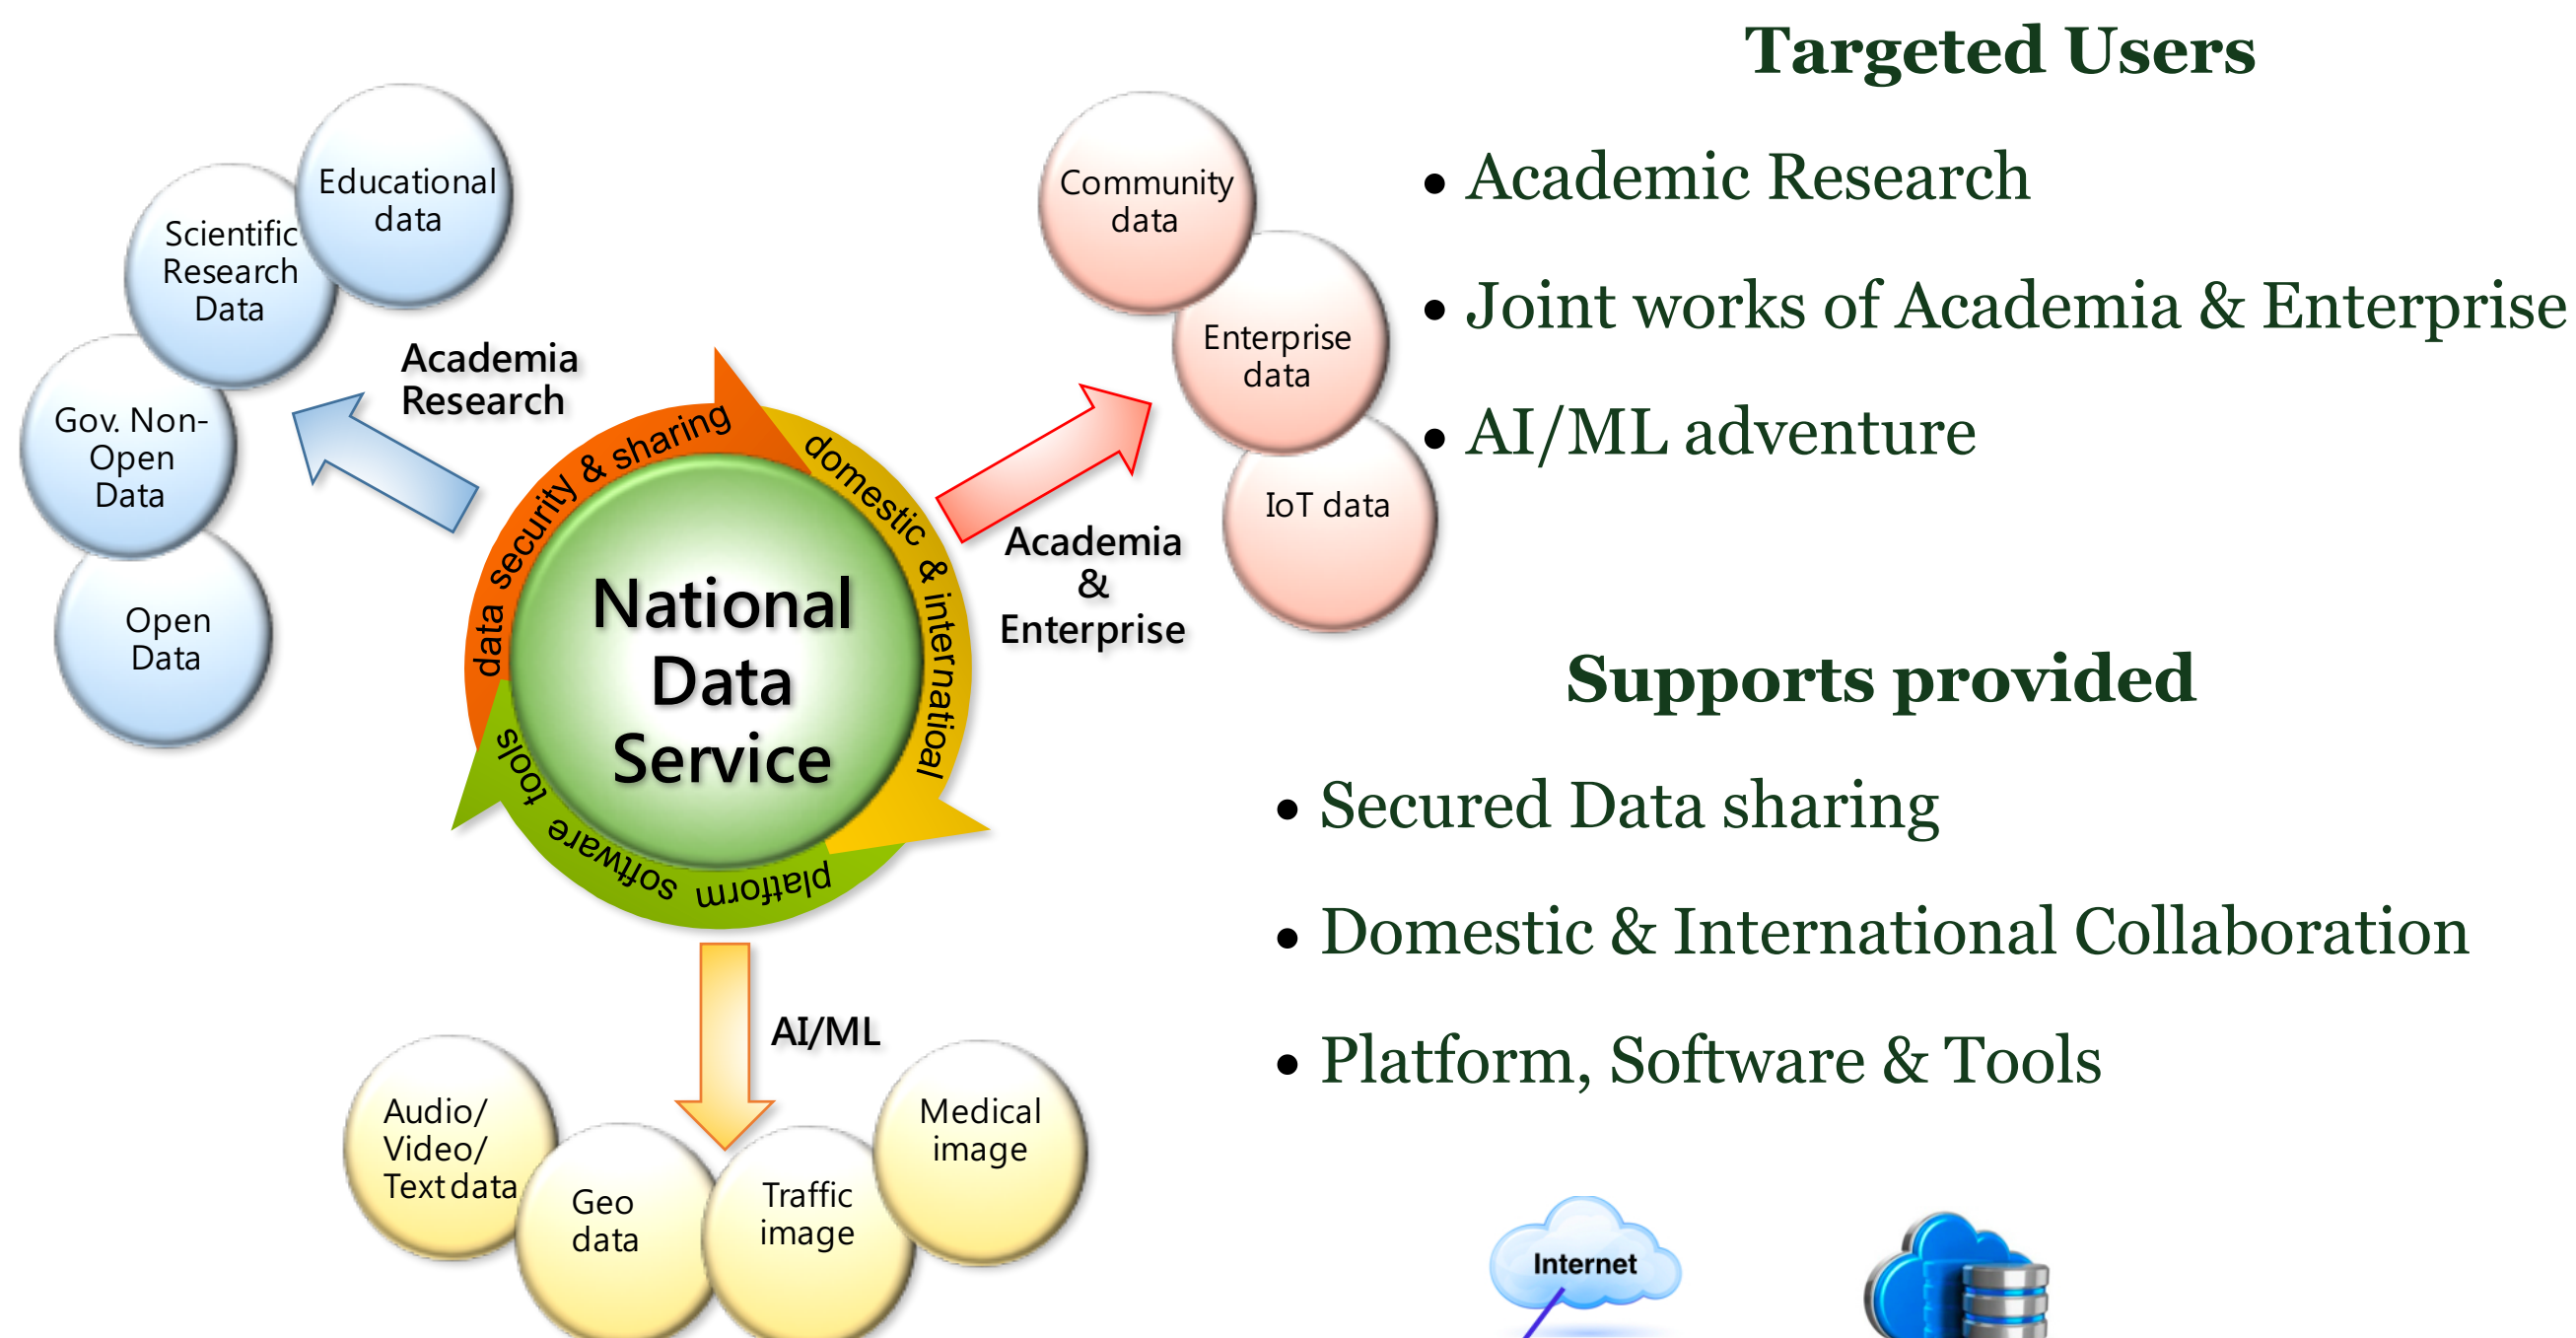 Targeted Users
• Academic Research
• Joint works of Academia & Enterprise
• AI/ML adventure
Supports provided
• Secured Data sharing
• Domestic & International Collaboration
• Platform, Software & Tools
Educational
data
Scientific
Research
Data
Gov. Non-
Open
Data
Open
Data
Academia
Research
Community
data
Enterprise
data
IoT data
Academia
&
Enterprise
data security & sharing
domestic & internatioal
platform software tools
National
Data
Service
AI/ML
Audio/
Video/
Text data
Geo
data
Traffic
image
Medical
image
Internet